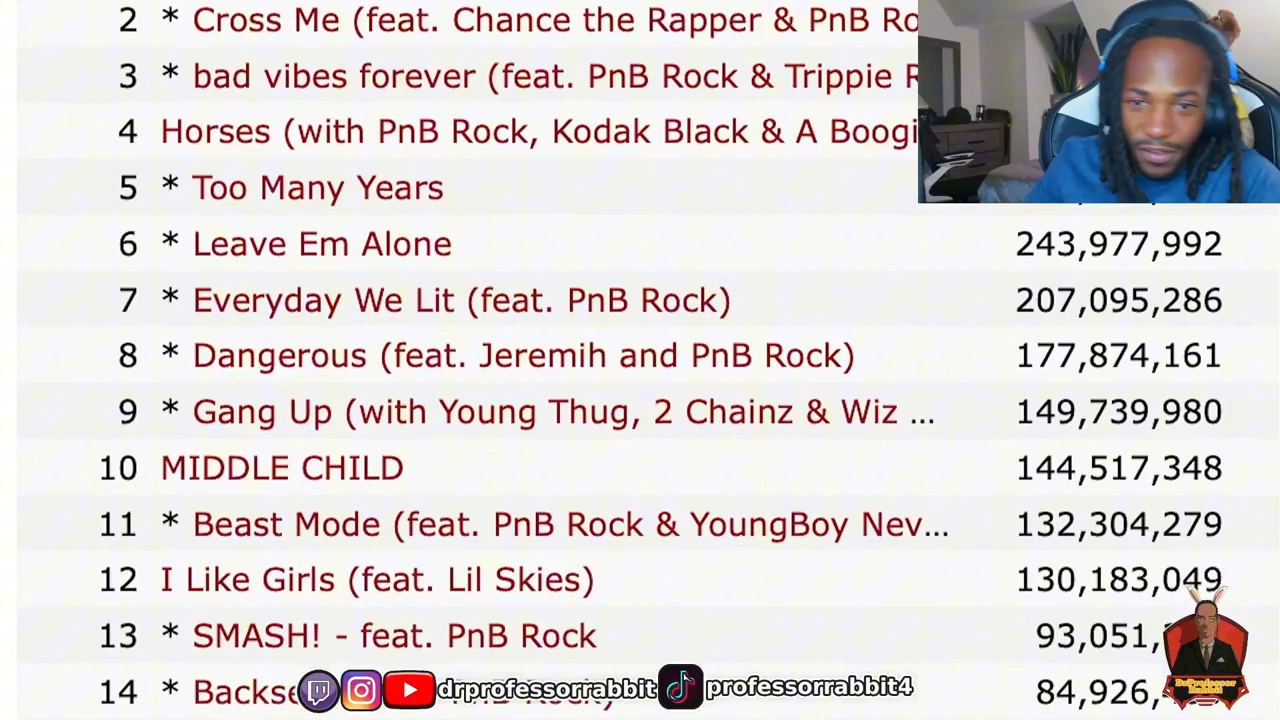 2 * Cross Me (feat. Chance the Rapper & PnB Ro
3 * bad vibes forever (feat. PnB Rock & Trippie R
4 Horses (with PnB Rock, Kodak Black & A Boogi
5 * Too Many Years
6 * Leave Em Alone 243,977,992
7 * Everyday We Lit (feat. PnB Rock) 207,095,286
8 * Dangerous (feat. Jeremih and PnB Rock) 177,874,161
9 * Gang Up (with Young Thug, 2 Chainz & Wiz ... 149,739,980
10 MIDDLE CHILD 144,517,348
11 * Beast Mode (feat. PnB Rock & YoungBoy Nev... 132,304,279
12 I Like Girls (feat. Lil Skies) 130,183,049
13 * SMASH! - feat. PnB Rock 93,051,
14 * Backse 84,926,
drprofessorrabbit professorrabbit4
DrProfessor
Rabbit